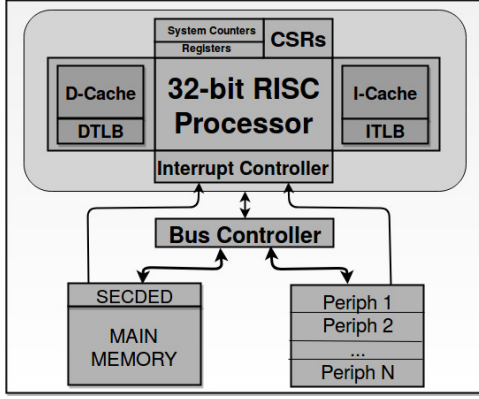 System Counters
Registers
CSRs
D-Cache
DTLB
32-bit RISC
Processor
I-Cache
ITLB
Interrupt Controller
Bus Controller
SECDED
MAIN
MEMORY
Periph 1
Periph 2
...
Periph N